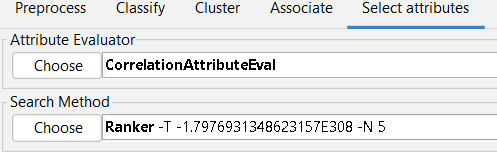 Preprocess Classify Cluster Associate Select attributes
Attribute Evaluator
Choose CorrelationAttributeEval
Search Method
Choose Ranker -T -1.7976931348623157E308 -N 5